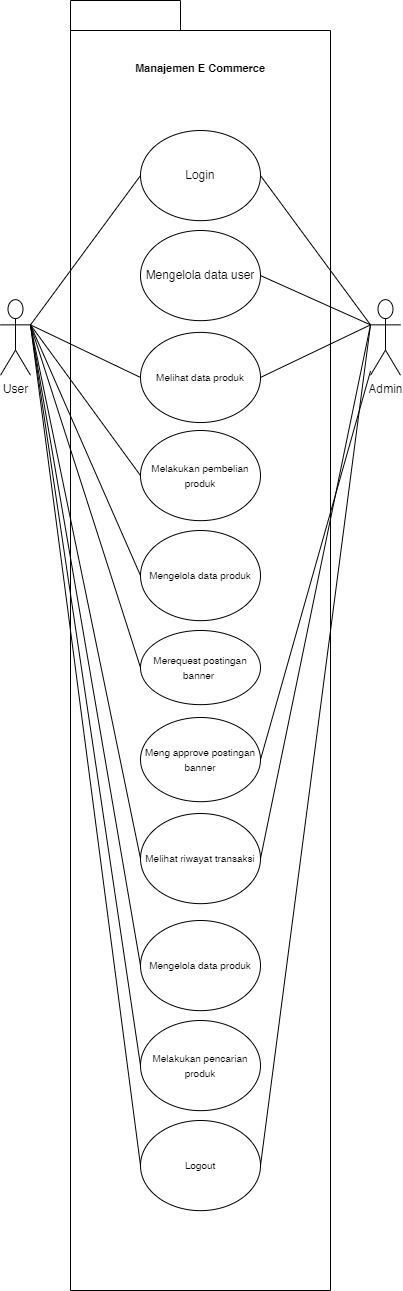 Manajemen E Commerce
Login
Mengelola data user
User
Admin
Melihat data produk
Melakukan pembelian
produk
Mengelola data produk
Merequest postingan
banner
Meng approve postingan
banner
Melihat riwayat transaksi
Mengelola data produk
Melakukan pencarian
produk
Logout